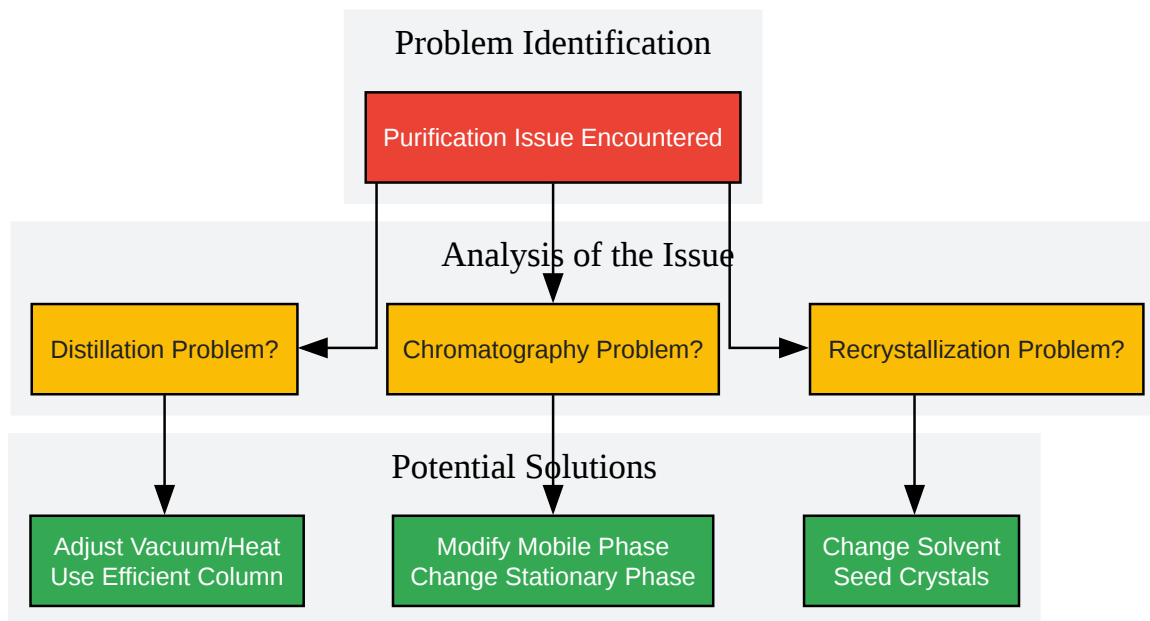 Problem Identification
Purification Issue Encountered
Analysis of the Issue
Distillation Problem?
Chromatography Problem?
Recrystallization Problem?
Potential Solutions
Adjust Vacuum/Heat
Use Efficient Column
Modify Mobile Phase
Change Stationary Phase
Change Solvent
Seed Crystals